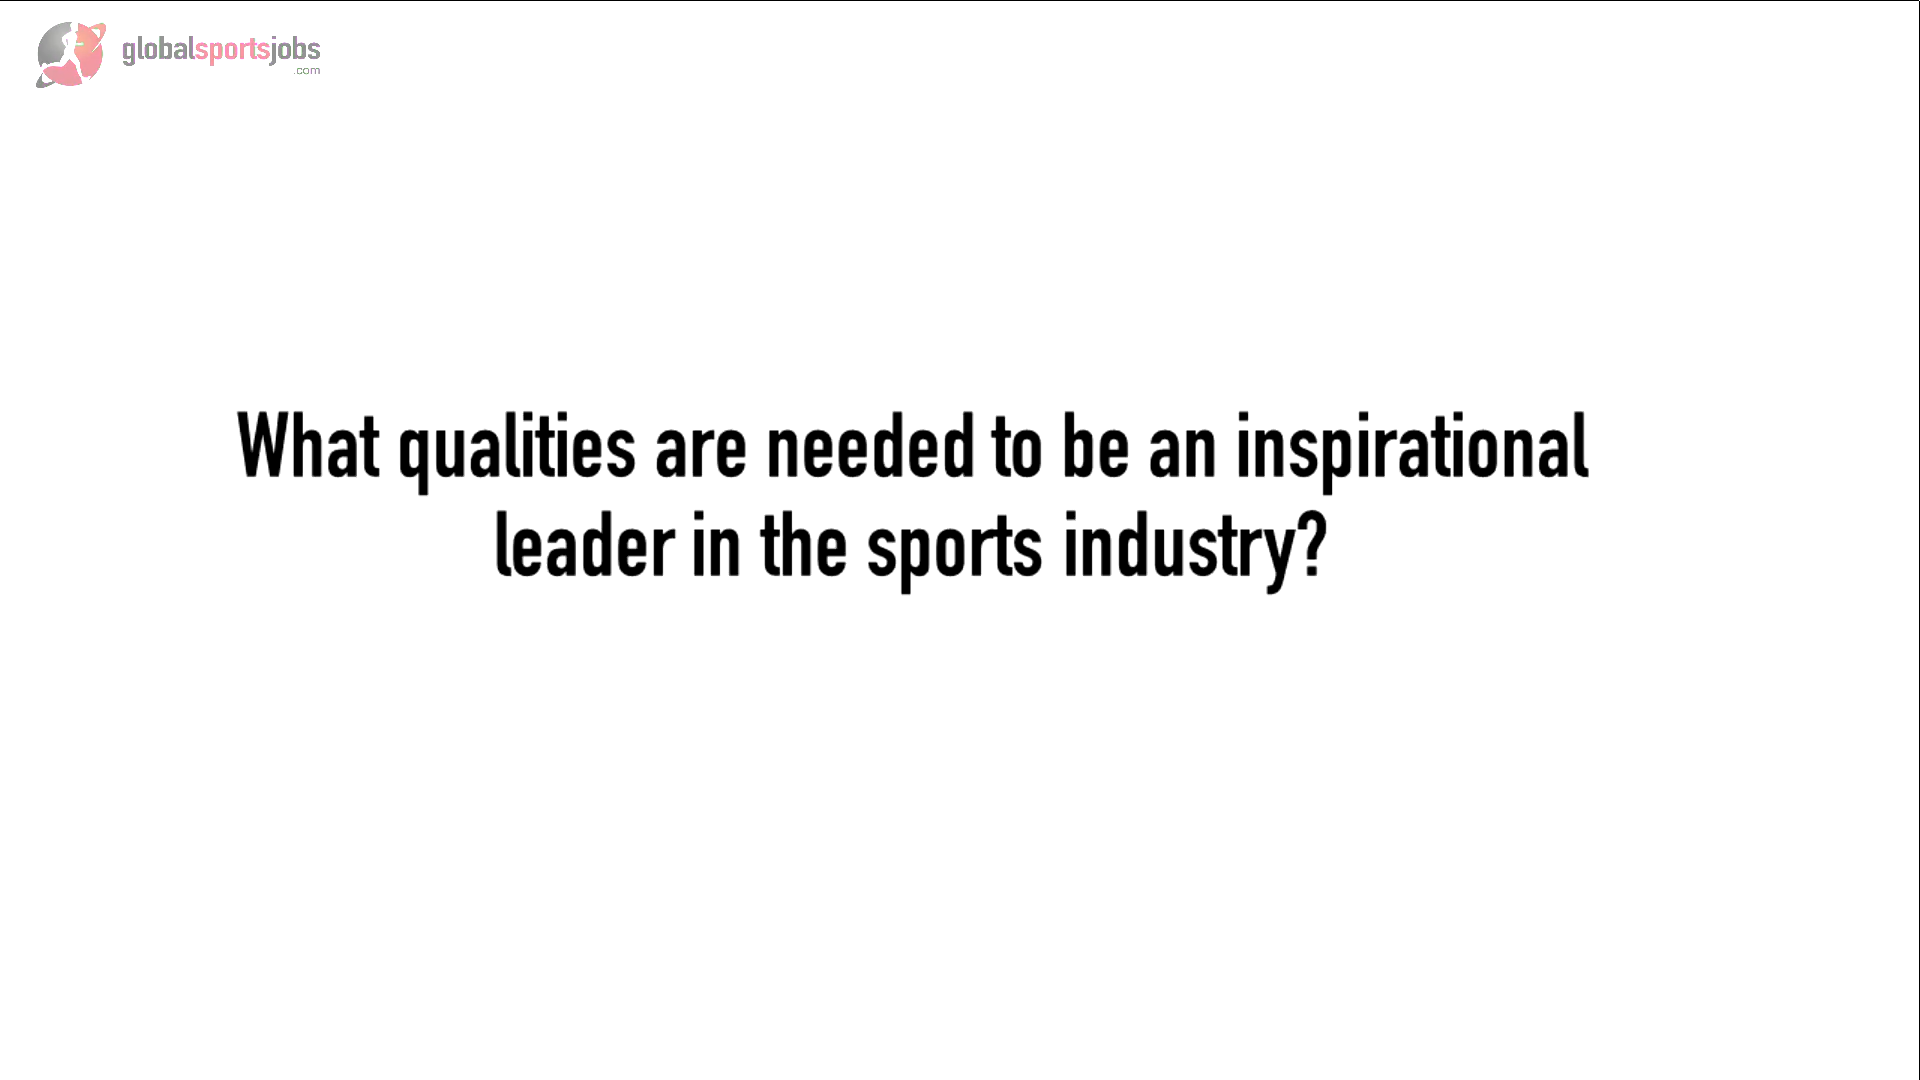 globalsportsjobs
.com
What qualities are needed to be an inspirational
leader in the sports industry?